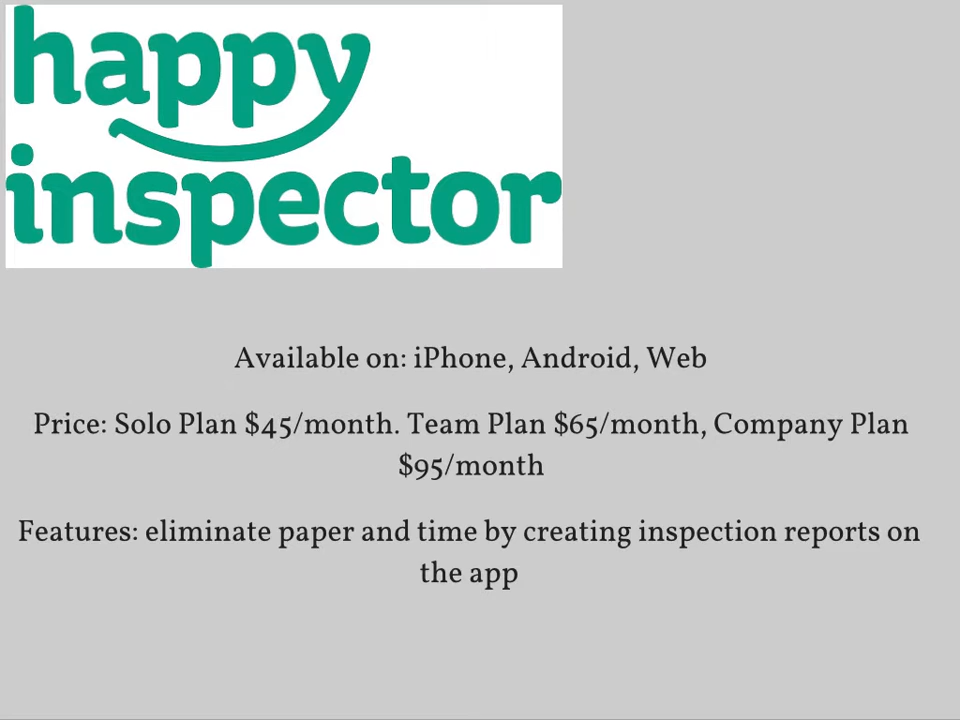 happy
inspector
Available on: iPhone, Android, Web
Price: Solo Plan $45/month. Team Plan $65/month, Company Plan
$95/month
Features: eliminate paper and time by creating inspection reports on
the app